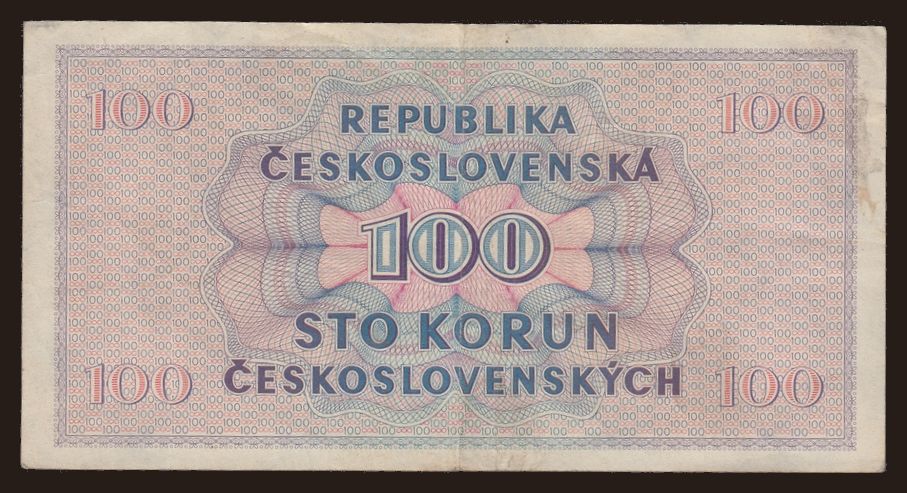 100 100
REPUBLIKA
ČESKOSLOVENSKÁ
100
STO KORUN
ČESKOSLOVENSKÝCH
100 100